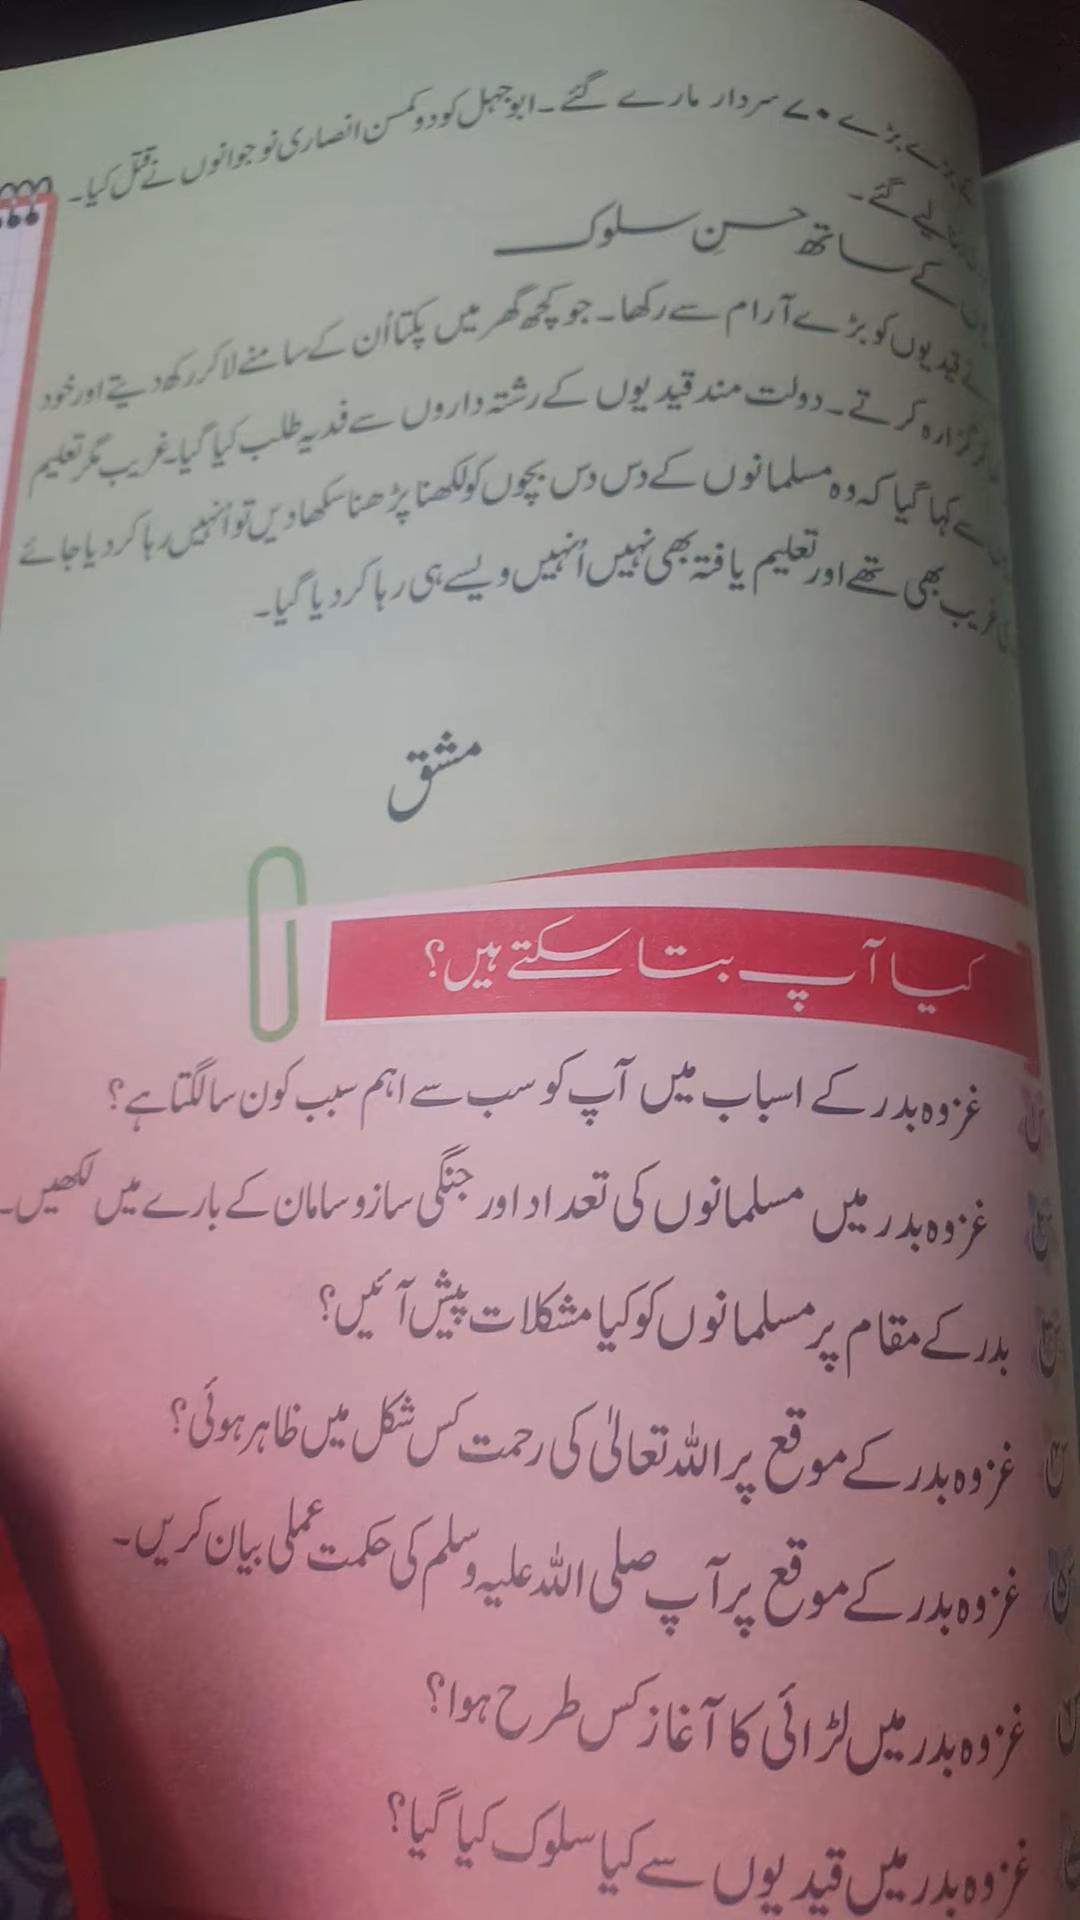 بڑے ۷۰ سردار مارے گئے۔ ابوجہل کو دو کمسن انصاری نوجوانوں نے قتل کیا۔
لیے گئے۔
کے ساتھ حسنِ سلوک
قیدیوں کو بڑے آرام سے رکھا۔ جو کچھ گھر میں پکتا اُن کے سامنے لا کر رکھ دیتے اور خود
گزارہ کرتے۔ دولت مند قیدیوں کے رشتہ داروں سے فدیہ طلب کیا گیا۔ غریب مگر تعلیم
سے کہا گیا کہ وہ مسلمانوں کے دس دس بچوں کو لکھنا پڑھنا سکھا دیں تو اُنہیں رہا کر دیا جائے
غریب بھی تھے اور تعلیم یافتہ بھی نہیں اُنہیں ویسے ہی رہا کر دیا گیا۔
مشق
کیا آپ بتا سکتے ہیں؟
غزوہ بدر کے اسباب میں آپ کو سب سے اہم سبب کون سا لگتا ہے؟
غزوہ بدر میں مسلمانوں کی تعداد اور جنگی سازوسامان کے بارے میں لکھیں۔
بدر کے مقام پر مسلمانوں کو کیا مشکلات پیش آئیں؟
غزوہ بدر کے موقع پر اللہ تعالیٰ کی رحمت کس شکل میں ظاہر ہوئی؟
غزوہ بدر کے موقع پر آپ صلی اللہ علیہ وسلم کی حکمت عملی بیان کریں۔
غزوہ بدر میں لڑائی کا آغاز کس طرح ہوا؟
غزوہ بدر میں قیدیوں سے کیا سلوک کیا گیا؟